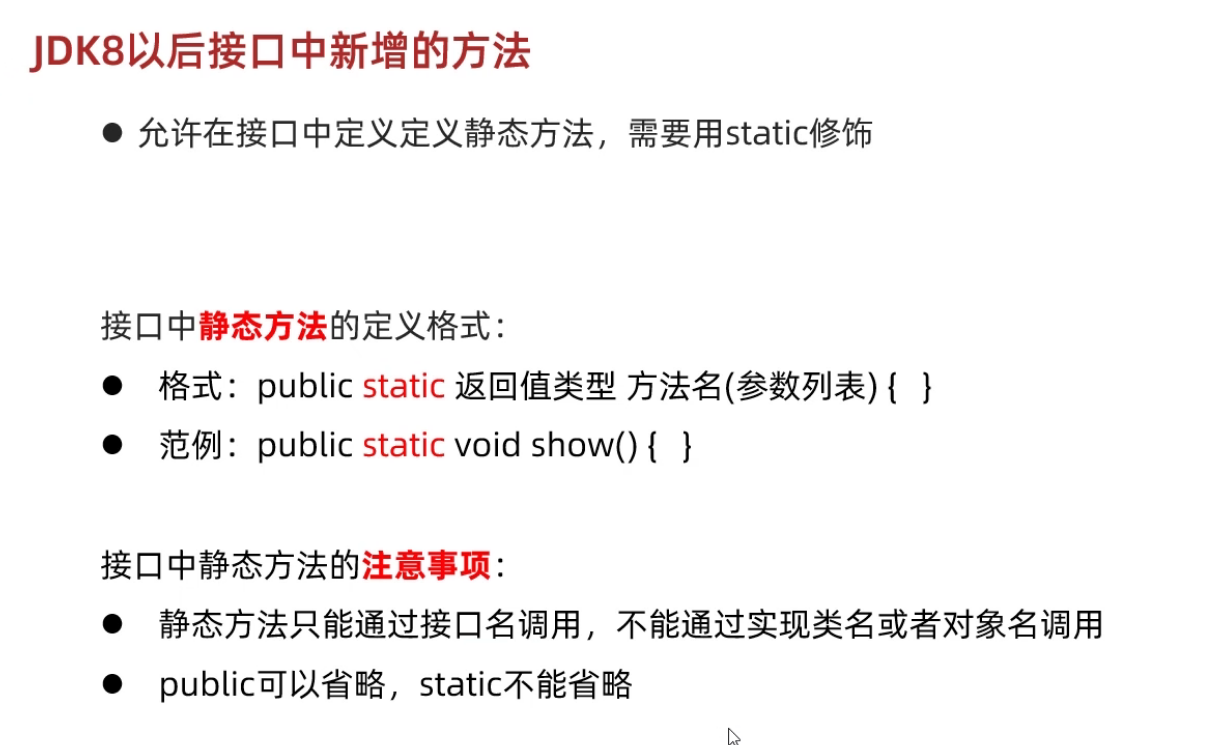 JDK8以后接口中新增的方法
● 允许在接口中定义定义静态方法，需要用static修饰
接口中静态方法的定义格式：
● 格式：public static 返回值类型 方法名(参数列表) { }
● 范例：public static void show() { }
接口中静态方法的注意事项：
● 静态方法只能通过接口名调用，不能通过实现类名或者对象名调用
● public可以省略，static不能省略